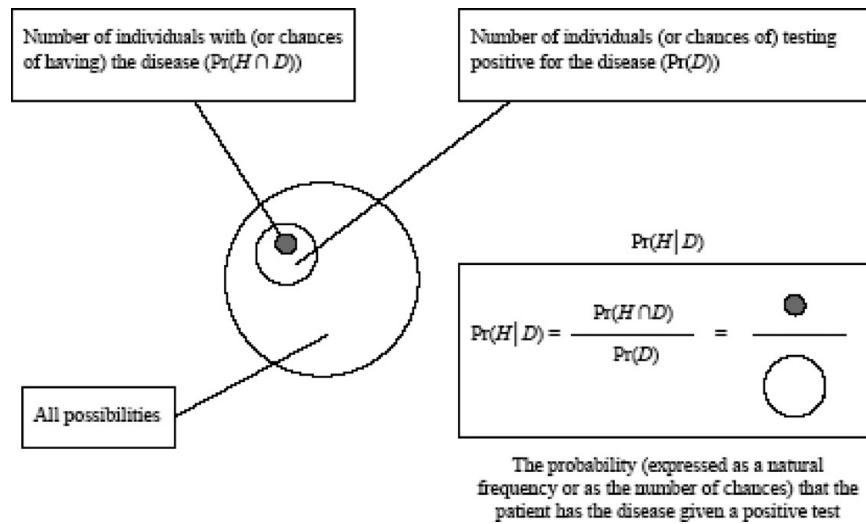 Number of individuals with (or chances
of having) the disease (Pr(H ∩ D))
Number of individuals (or chances of) testing
positive for the disease (Pr(D))
All possibilities
Pr(H│D)
Pr(H│D) = Pr(H ∩D) / Pr(D) =
The probability (expressed as a natural
frequency or as the number of chances) that the
patient has the disease given a positive test